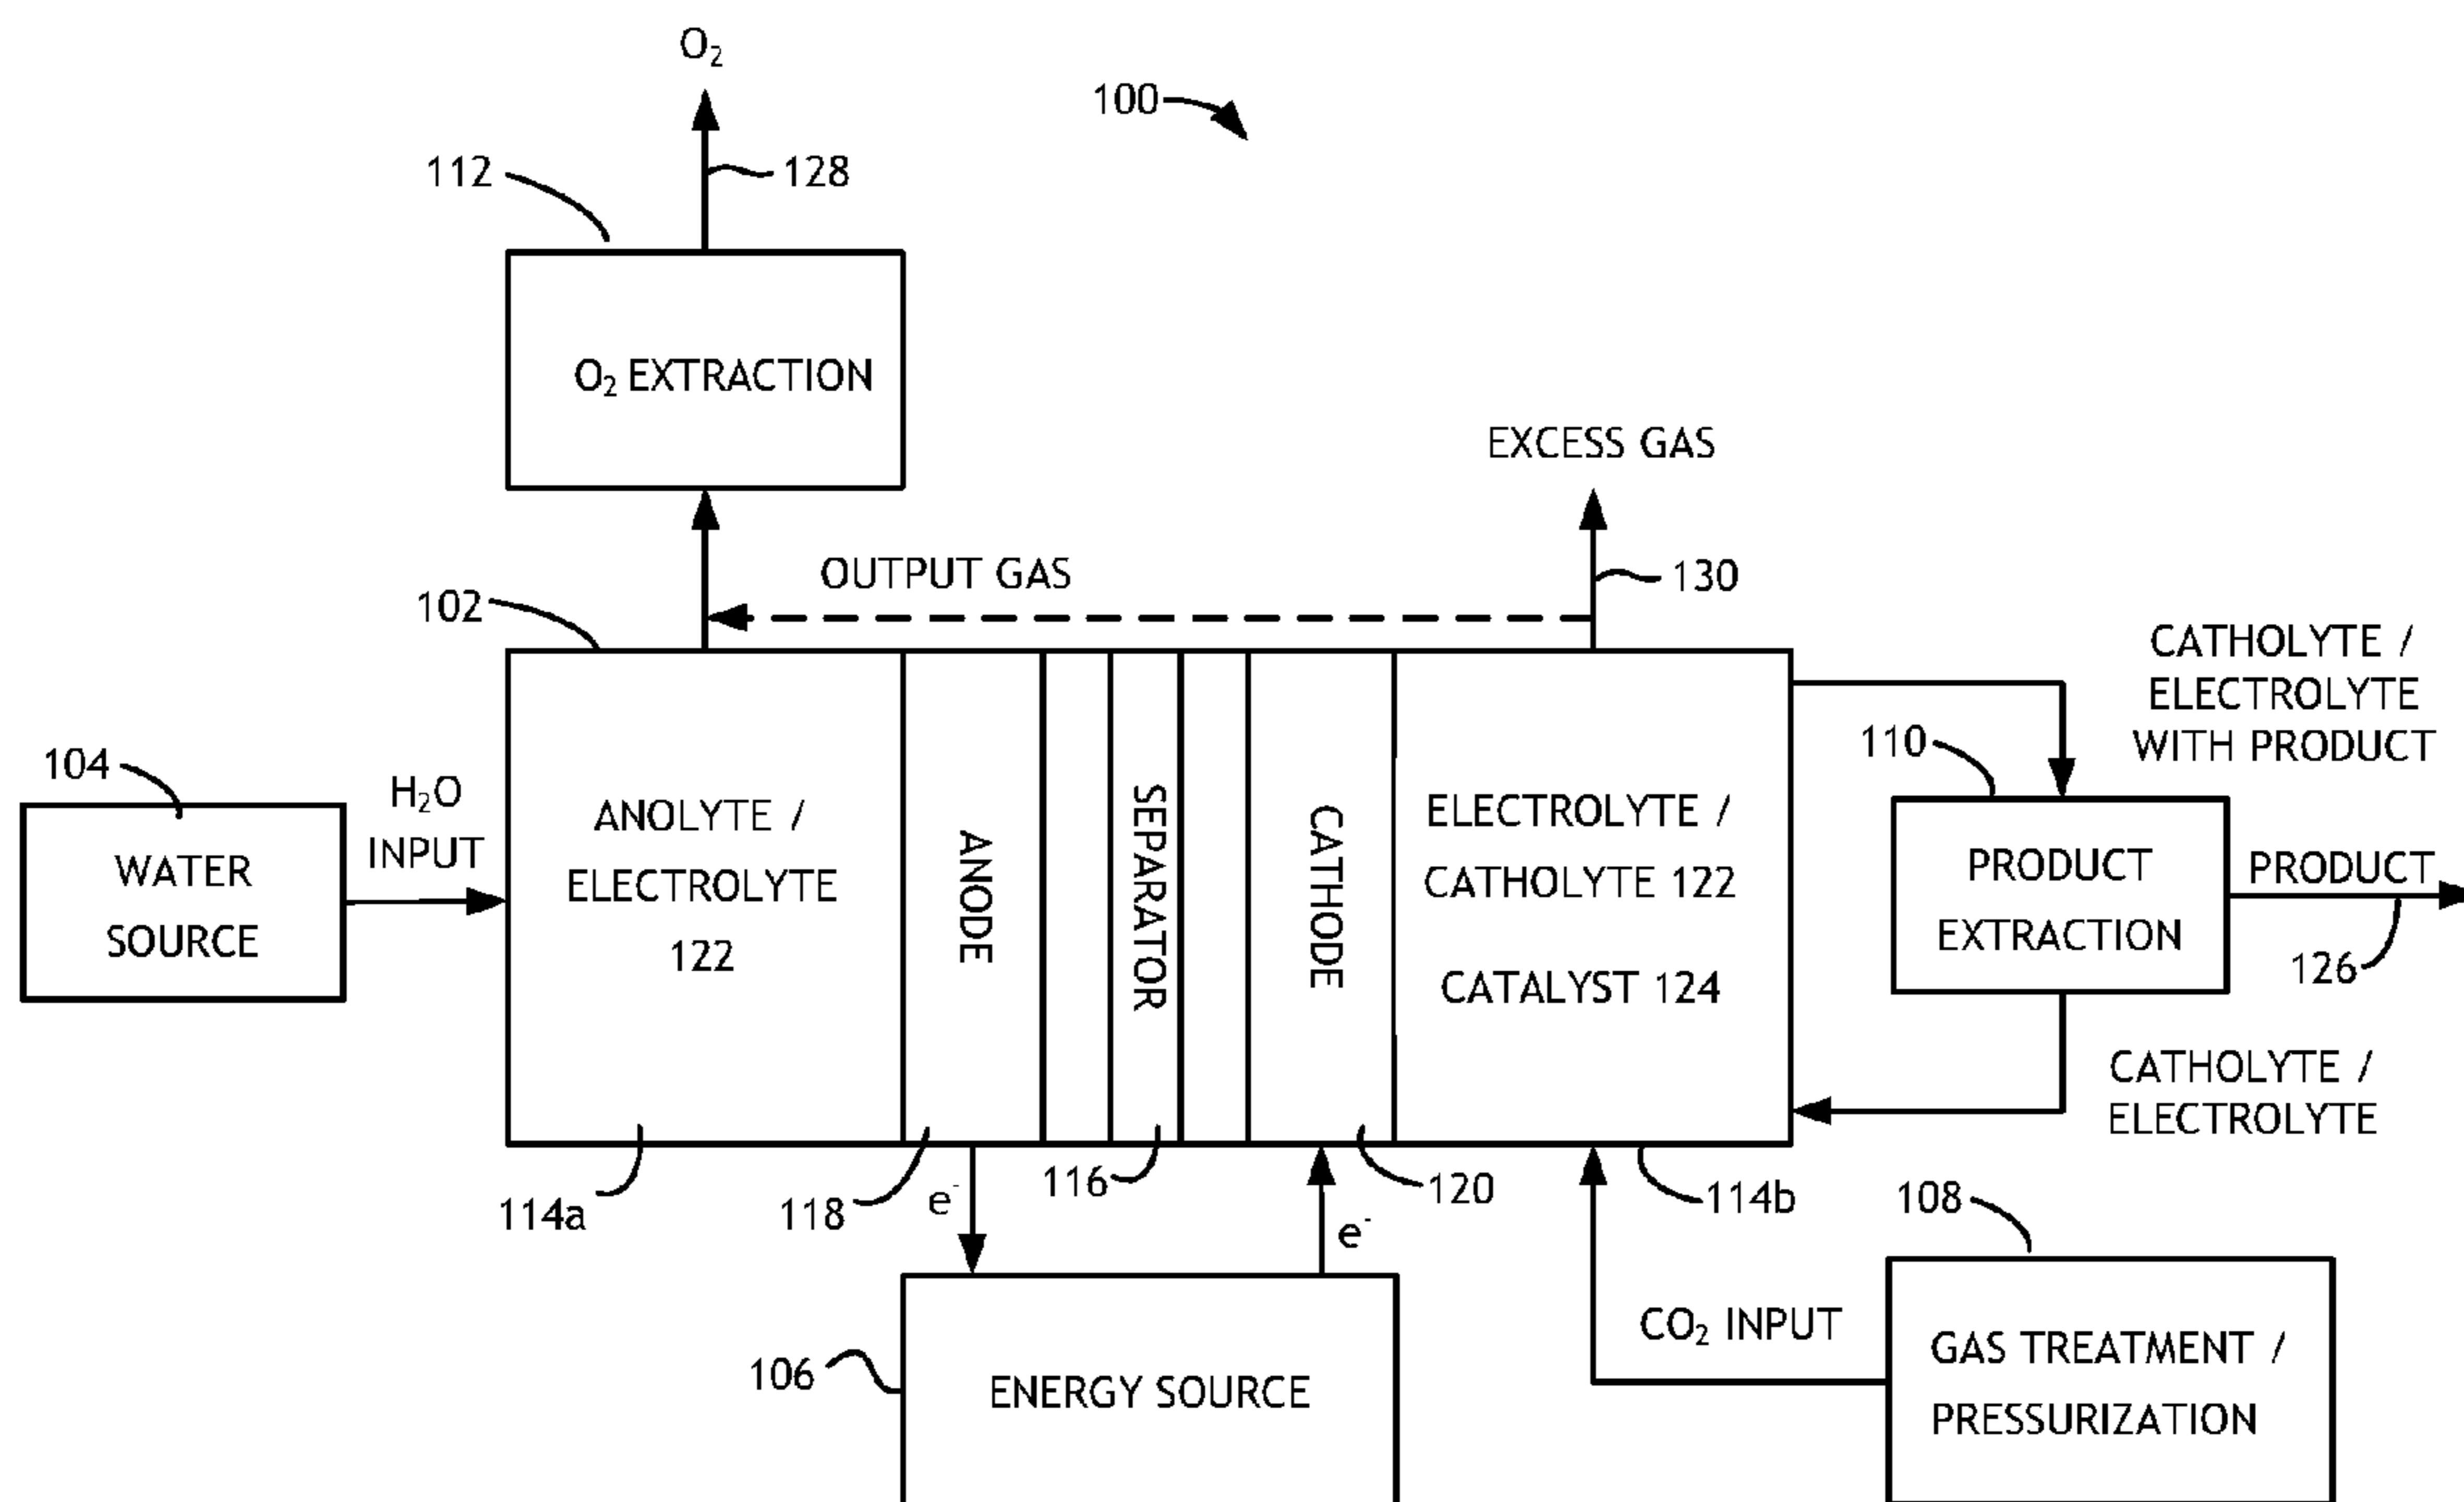 O₂
100
112
128
O₂ EXTRACTION
EXCESS GAS
OUTPUT GAS
130
102
CATHOLYTE /
ELECTROLYTE
WITH PRODUCT
110
104
H₂O
INPUT
WATER
SOURCE
ANOLYTE /
ELECTROLYTE
122
ANODE
SEPARATOR
CATHODE
ELECTROLYTE /
CATHOLYTE 122
CATALYST 124
PRODUCT
EXTRACTION
PRODUCT
126
CATHOLYTE /
ELECTROLYTE
114a
118
e⁻
116
e⁻
120
114b
108
106
ENERGY SOURCE
CO₂ INPUT
GAS TREATMENT /
PRESSURIZATION